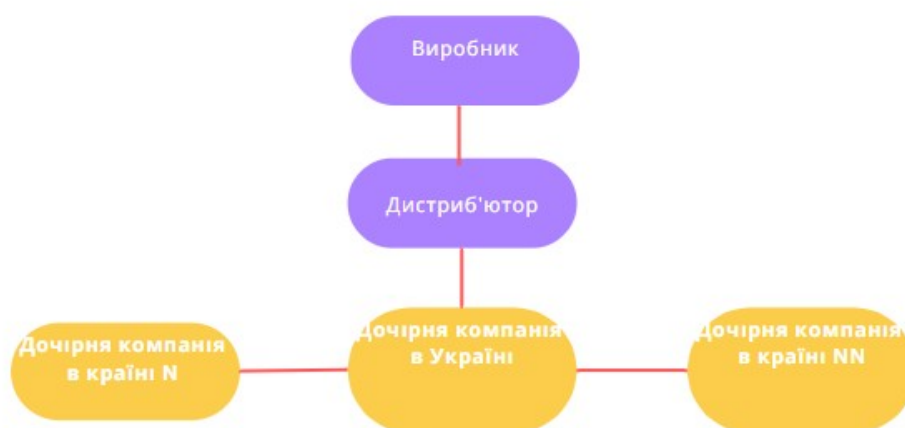 Виробник
Дистриб'ютор
Дочірня компанія
в країні N
Дочірня компанія
в Україні
Дочірня компанія
в країні NN